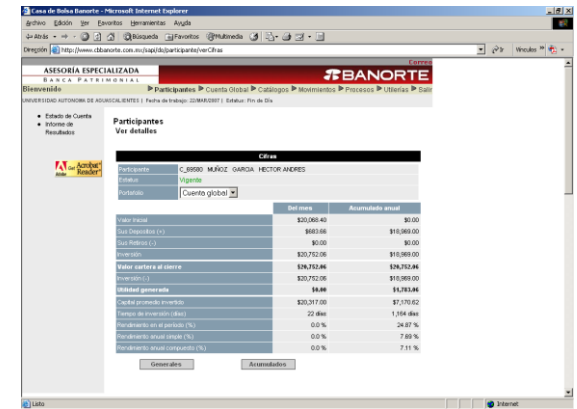 Casa de Bolsa Banorte - Microsoft Internet Explorer
Archivo Edición Ver Favoritos Herramientas Ayuda
Atrás Búsqueda Favoritos Multimedia
Dirección http://www.cbbanorte.com.mx/sapi/do/participante/verCifras Ir Vínculos
Correo
ASESORÍA ESPECIALIZADA
BANCA PATRIMONIAL
BANORTE
Bienvenido Participantes Cuenta Global Catálogos Movimientos Procesos Utilerías Salir
UNIVERSIDAD AUTONOMA DE AGUASCALIENTES | Fecha de trabajo: 22/MAR/2007 | Estatus: Fin de Día
Estado de Cuenta
Informe de Resultados
Get Acrobat Reader
Adobe
Participantes
Ver detalles
Cifras
Participante C_89580 MUÑOZ GARCIA HECTOR ANDRES
Estatus Vigente
Portafolio Cuenta global
Del mes Acumulado anual
Valor Inicial $20,068.40 $0.00
Sus Depositos (+) $683.66 $18,969.00
Sus Retiros (-) $0.00 $0.00
Inversión $20,752.06 $18,969.00
Valor cartera al cierre $20,752.06 $20,752.06
Inversión (-) $20,752.06 $18,969.00
Utilidad generada $0.00 $1,783.06
Capital promedio invertido $20,317.00 $7,170.62
Tiempo de inversión (días) 22 días 1,164 días
Rendimiento en el período (%) 0.0 % 24.87 %
Rendimiento anual simple (%) 0.0 % 7.69 %
Rendimiento anual compuesto (%) 0.0 % 7.11 %
Generales Acumulados
Listo Internet